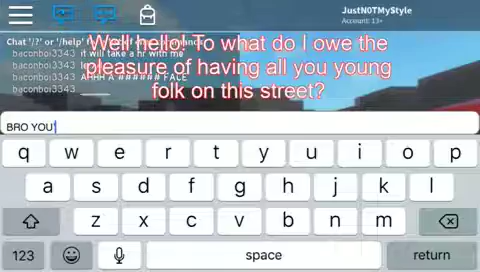 JustN0TMyStyle
Account: 13+
Chat '/?' or '/help'
Well hello! To what do I owe the
baconboi3343 it will take a hr with me
pleasure of having all you young
baconboi3343
baconboi3343 AHHH A ###### FACE
folk on this street?
baconboi3343
BRO YOU'
q w e r t y u i o p
a s d f g h j k l
z x c v b n m
123 space return